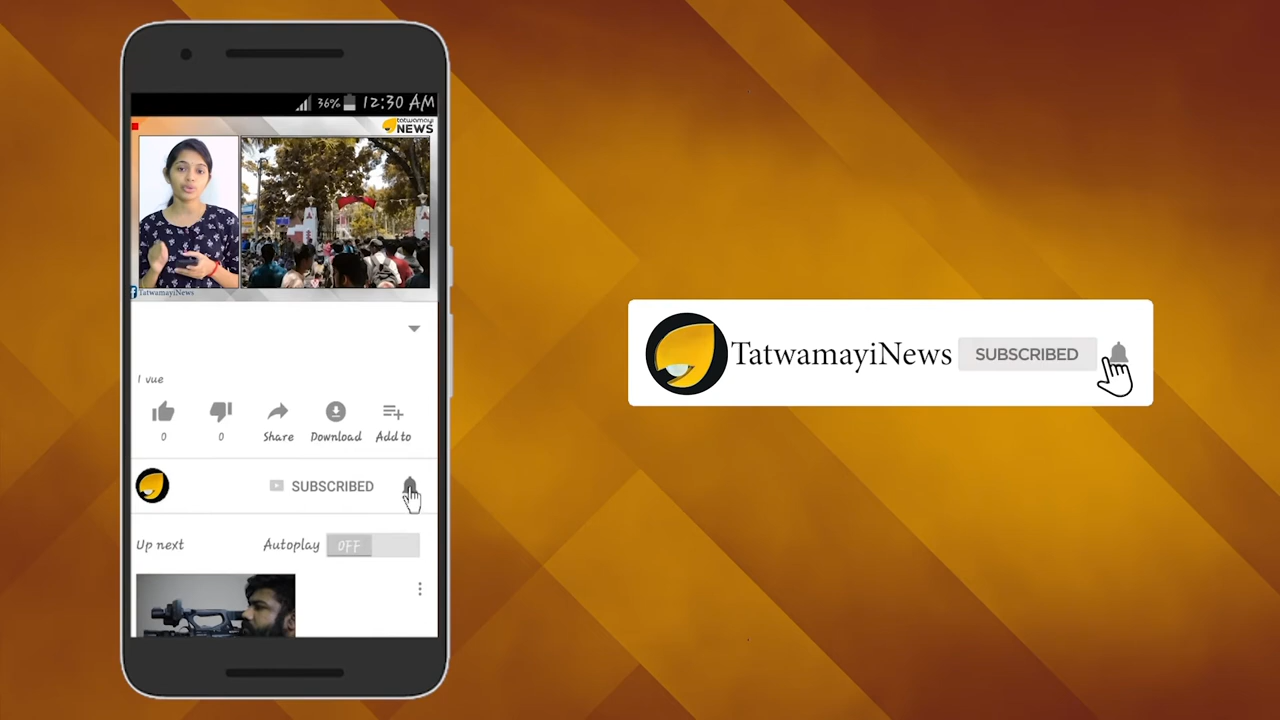 36% 12:30 AM
tatwamayi
NEWS
TatwamayiNews
1 vue
0 0 Share Download Add to
SUBSCRIBED
Up next Autoplay OFF
TatwamayiNews SUBSCRIBED